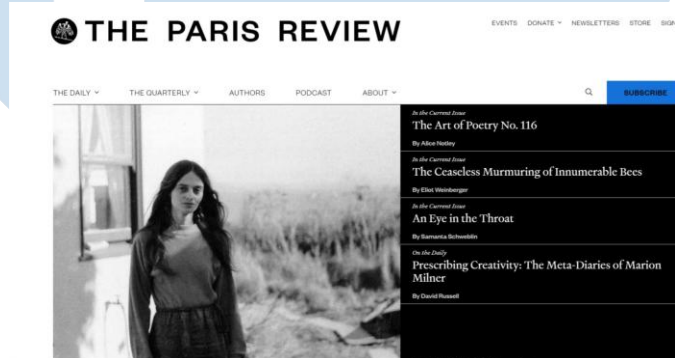 THE PARIS REVIEW
EVENTS DONATE NEWSLETTERS STORE SIGN
THE DAILY THE QUARTERLY AUTHORS PODCAST ABOUT
SUBSCRIBE
In the Current Issue
The Art of Poetry No. 116
By Alice Notley
In the Current Issue
The Ceaseless Murmuring of Innumerable Bees
By Eliot Weinberger
In the Current Issue
An Eye in the Throat
By Samanta Schweblin
On the Daily
Prescribing Creativity: The Meta-Diaries of Marion
Milner
By David Russell